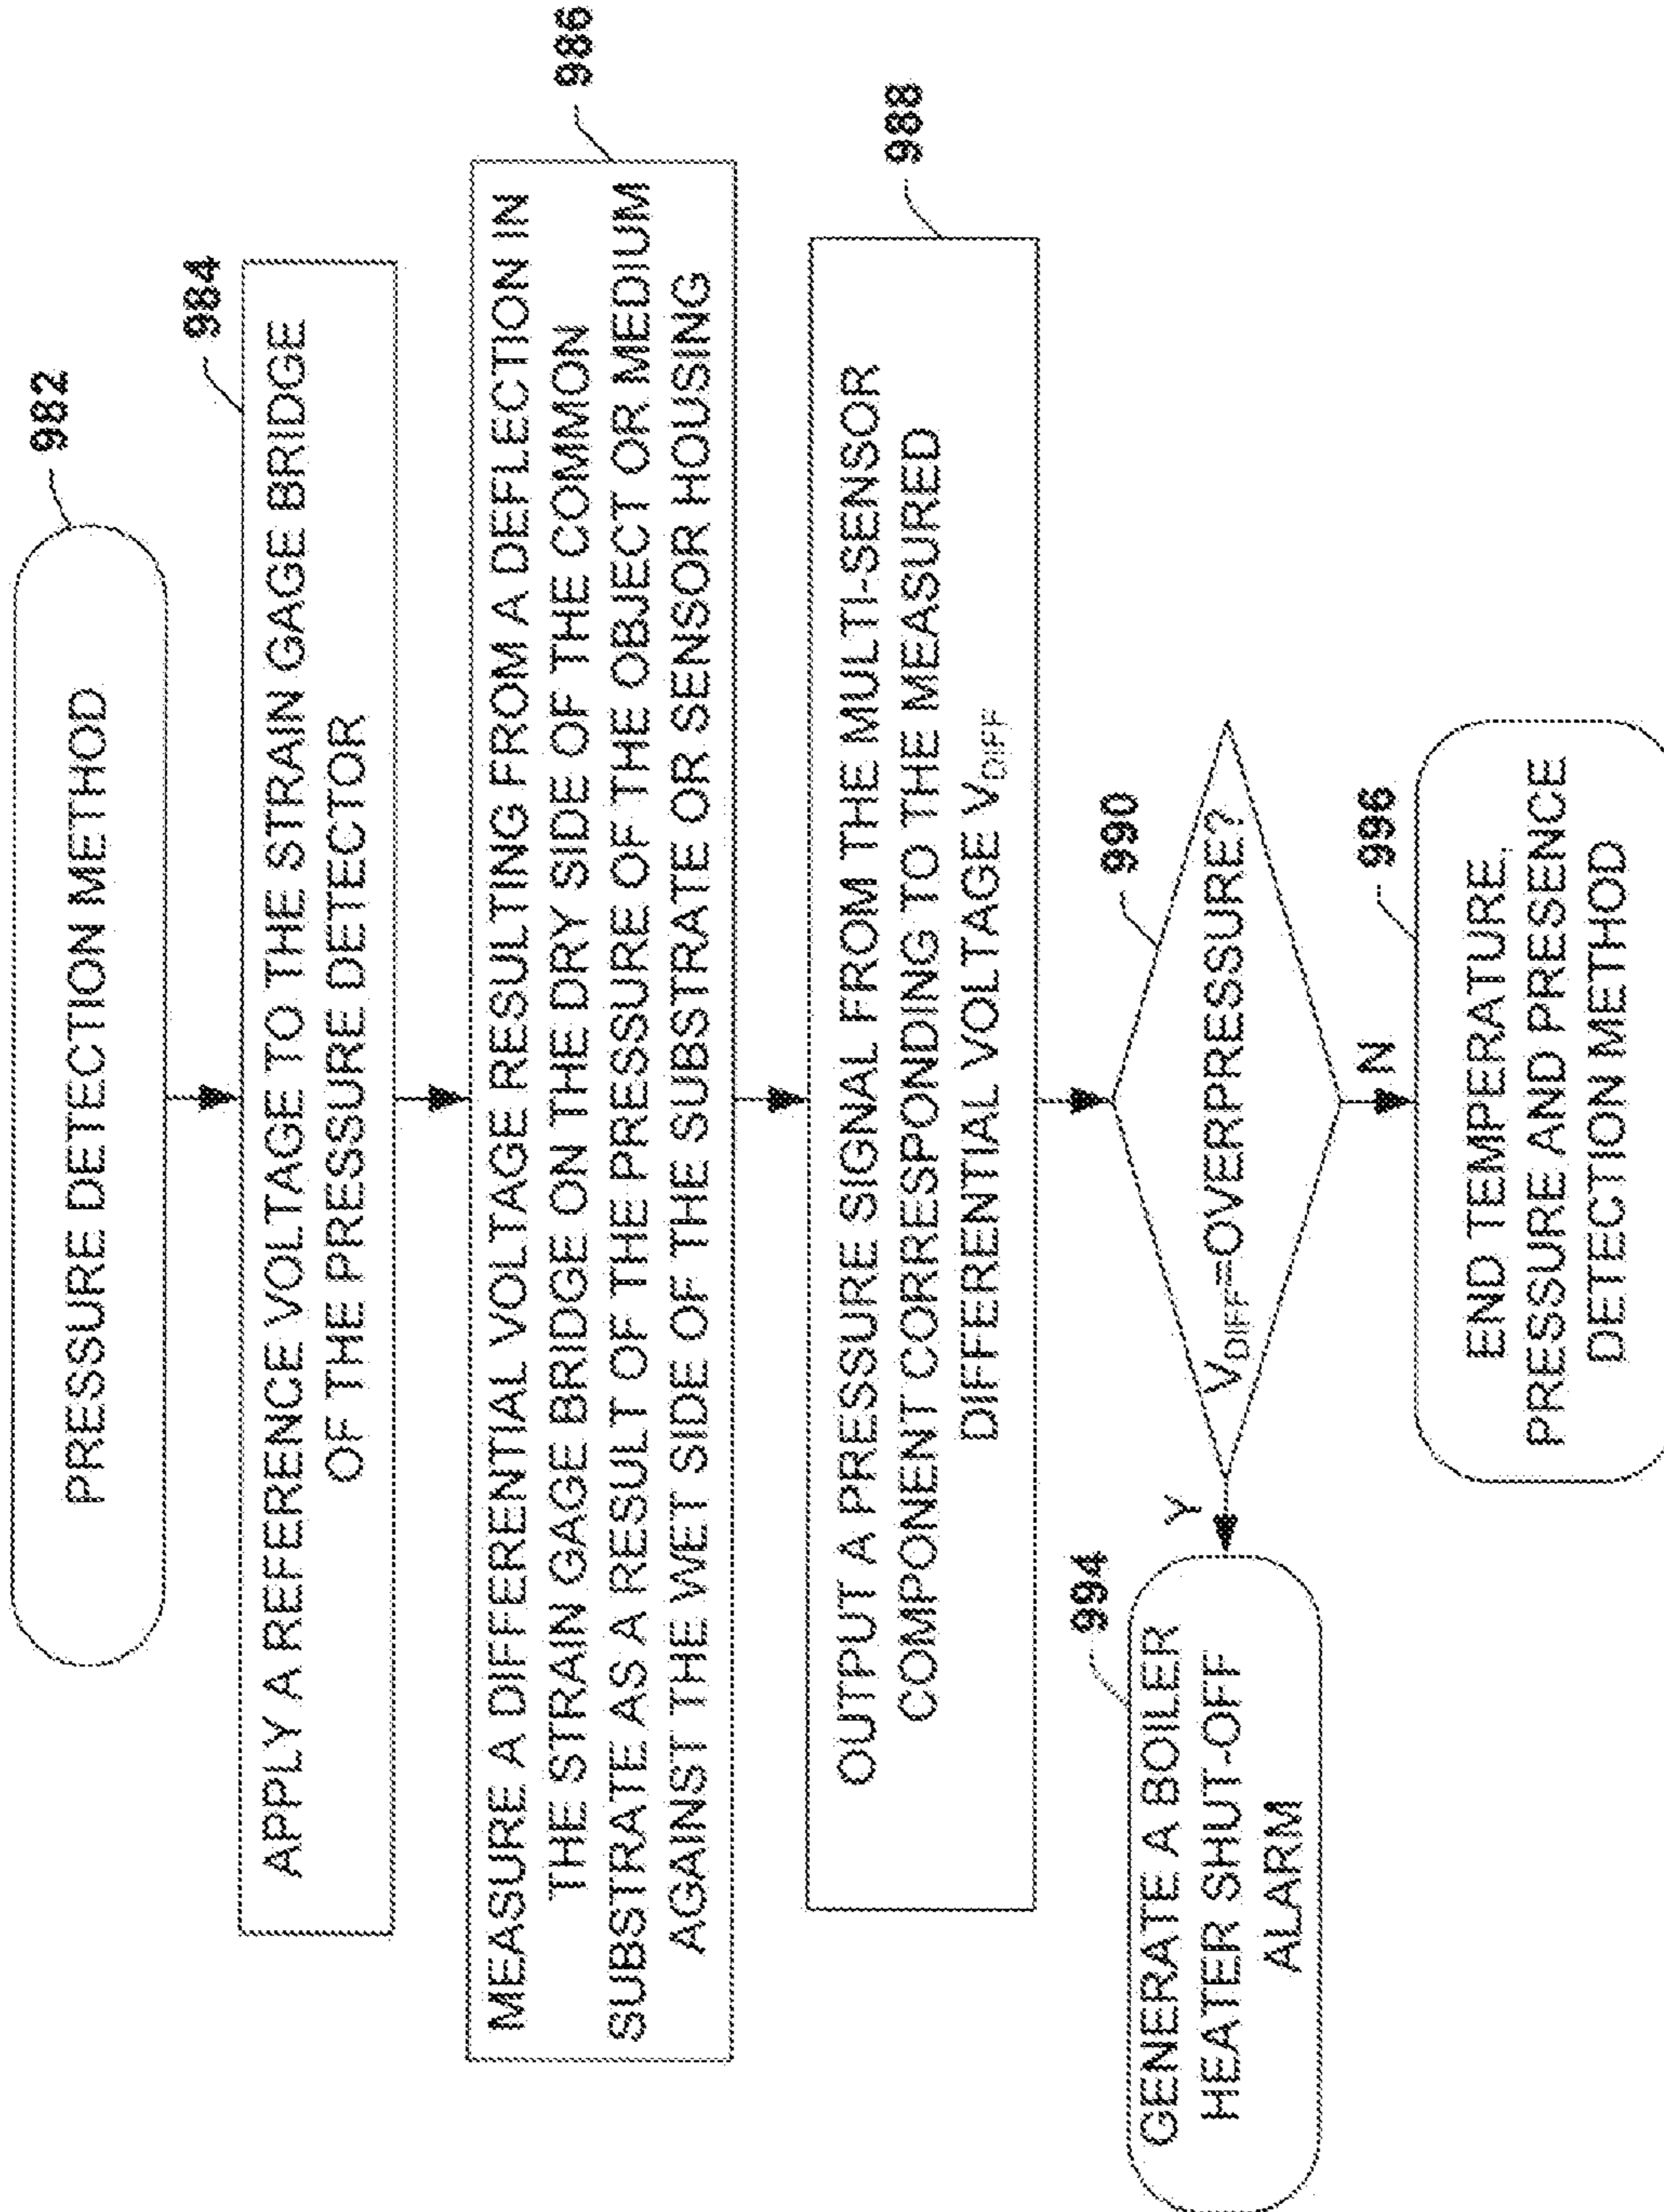 PRESSURE DETECTION METHOD
982
984
APPLY A REFERENCE VOLTAGE TO THE STRAIN GAGE BRIDGE
OF THE PRESSURE DETECTOR
986
MEASURE A DIFFERENTIAL VOLTAGE RESULTING FROM A DEFLECTION IN
THE STRAIN GAGE BRIDGE ON THE DRY SIDE OF THE COMMON
SUBSTRATE AS A RESULT OF THE PRESSURE OF THE OBJECT OR MEDIUM
AGAINST THE WET SIDE OF THE SUBSTRATE OR SENSOR HOUSING
988
OUTPUT A PRESSURE SIGNAL FROM THE MULTI-SENSOR
COMPONENT CORRESPONDING TO THE MEASURED
DIFFERENTIAL VOLTAGE VDIFF
990
VDIFF=OVERPRESSURE?
Y
N
994
GENERATE A BOILER
HEATER SHUT-OFF
ALARM
996
END TEMPERATURE,
PRESSURE AND PRESENCE
DETECTION METHOD